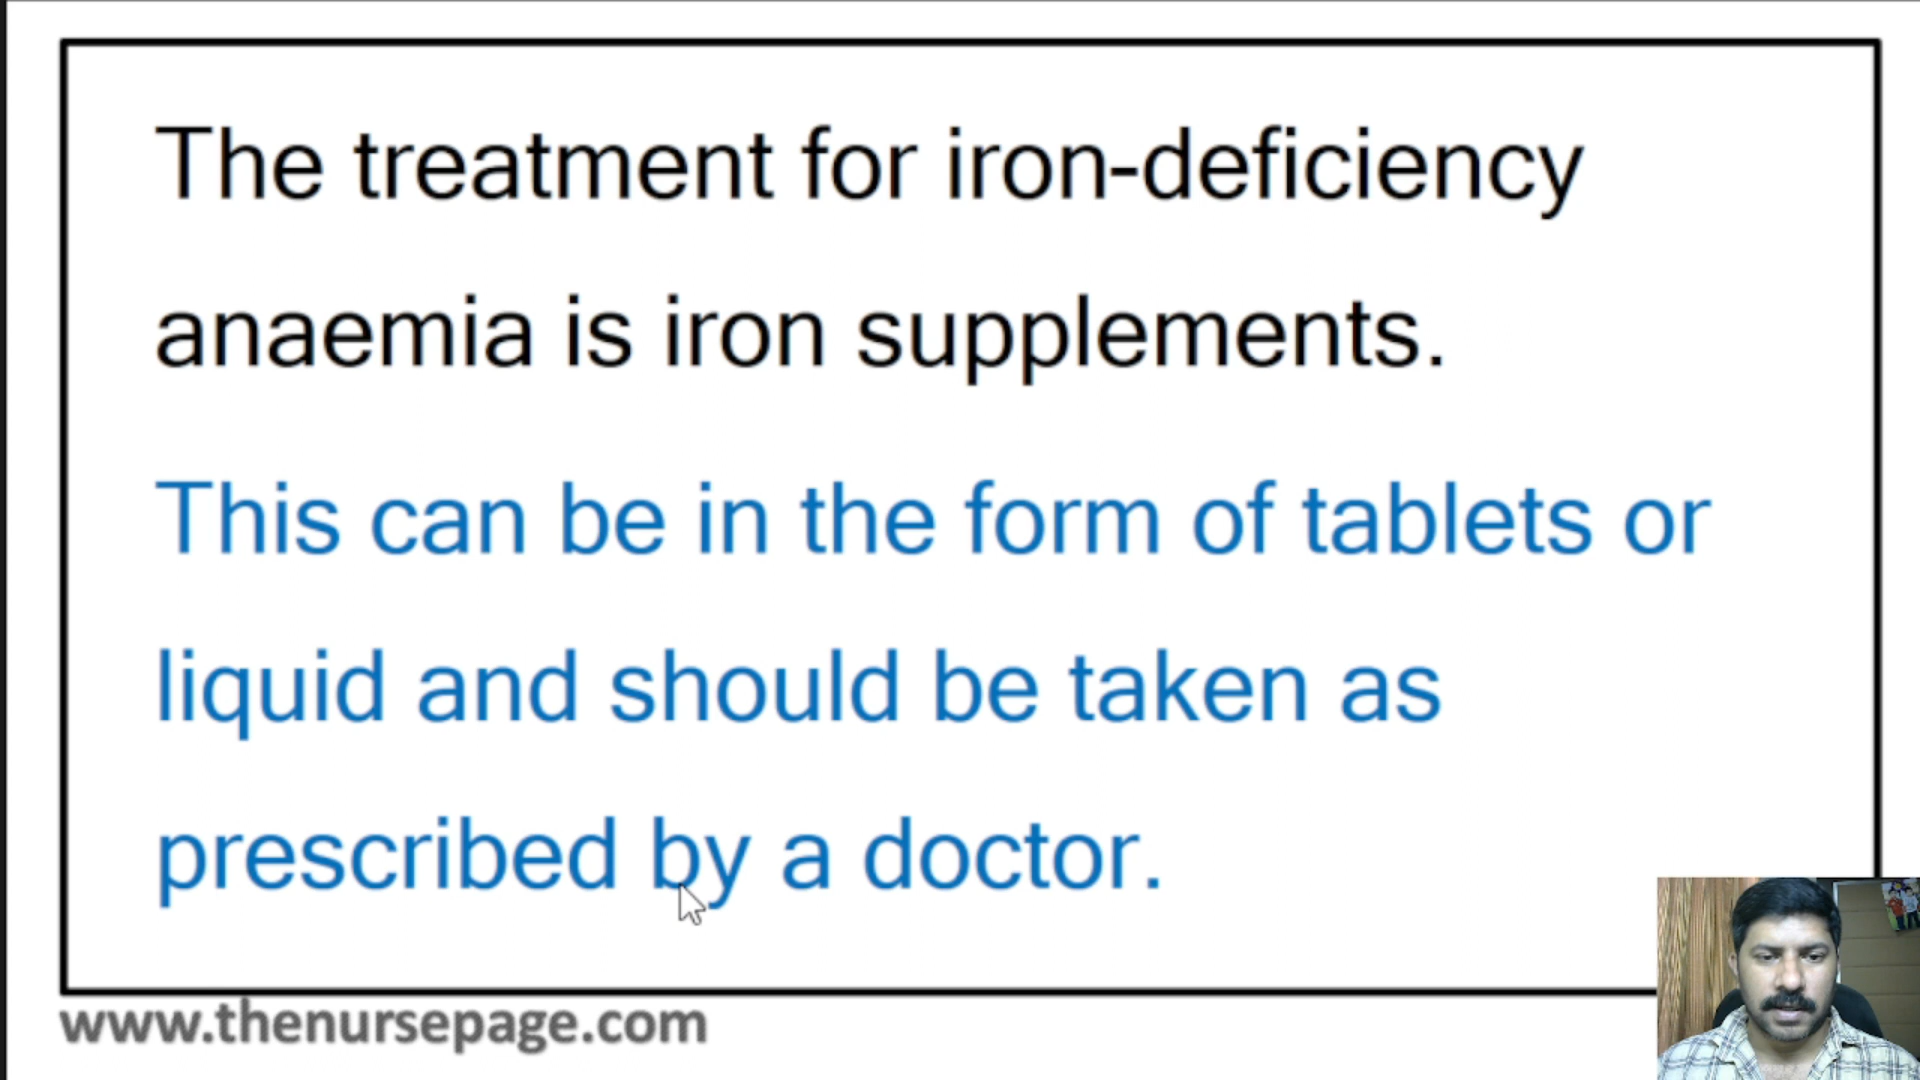 The treatment for iron-deficiency
anaemia is iron supplements.
This can be in the form of tablets or
liquid and should be taken as
prescribed by a doctor.
www.thenursepage.com